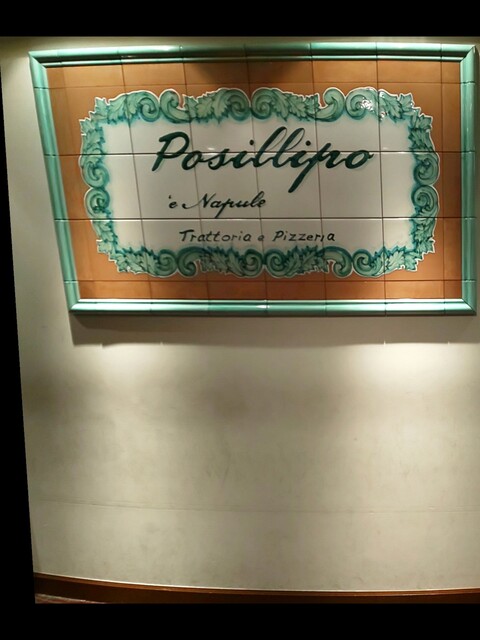 Posillipo
'e Napule
Trattoria e Pizzeria